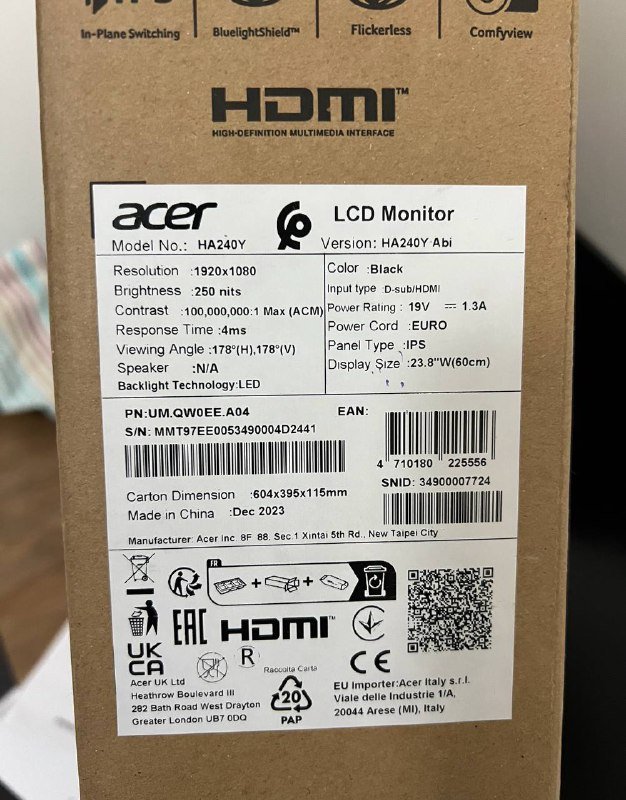 In-Plane Switching
BluelightShield™
Flickerless
Comfyview
HDMI™
HIGH-DEFINITION MULTIMEDIA INTERFACE
acer
LCD Monitor
Model No.: HA240Y
Version: HA240Y Abi
Resolution :1920x1080
Brightness :250 nits
Contrast :100,000,000:1 Max (ACM)
Response Time :4ms
Viewing Angle :178°(H),178°(V)
Speaker :N/A
Backlight Technology:LED
Color :Black
Input type :D-sub/HDMI
Power Rating : 19V ⎓ 1.3A
Power Cord :EURO
Panel Type :IPS
Display Size :23.8"W(60cm)
PN:UM.QW0EE.A04
EAN:
S/N: MMT97EE0053490004D2441
4 710180 225556
SNID: 34900007724
Carton Dimension :604x395x115mm
Made in China :Dec 2023
Manufacturer: Acer Inc. 8F 88, Sec.1 Xintai 5th Rd., New Taipei City
FR
EAC
HDMI™
UK
CA
R
Raccolta Carta
CE
Acer UK Ltd
Heathrow Boulevard III
282 Bath Road West Drayton
Greater London UB7 0DQ
20
PAP
EU Importer:Acer Italy s.r.l.
Viale delle Industrie 1/A,
20044 Arese (MI), Italy